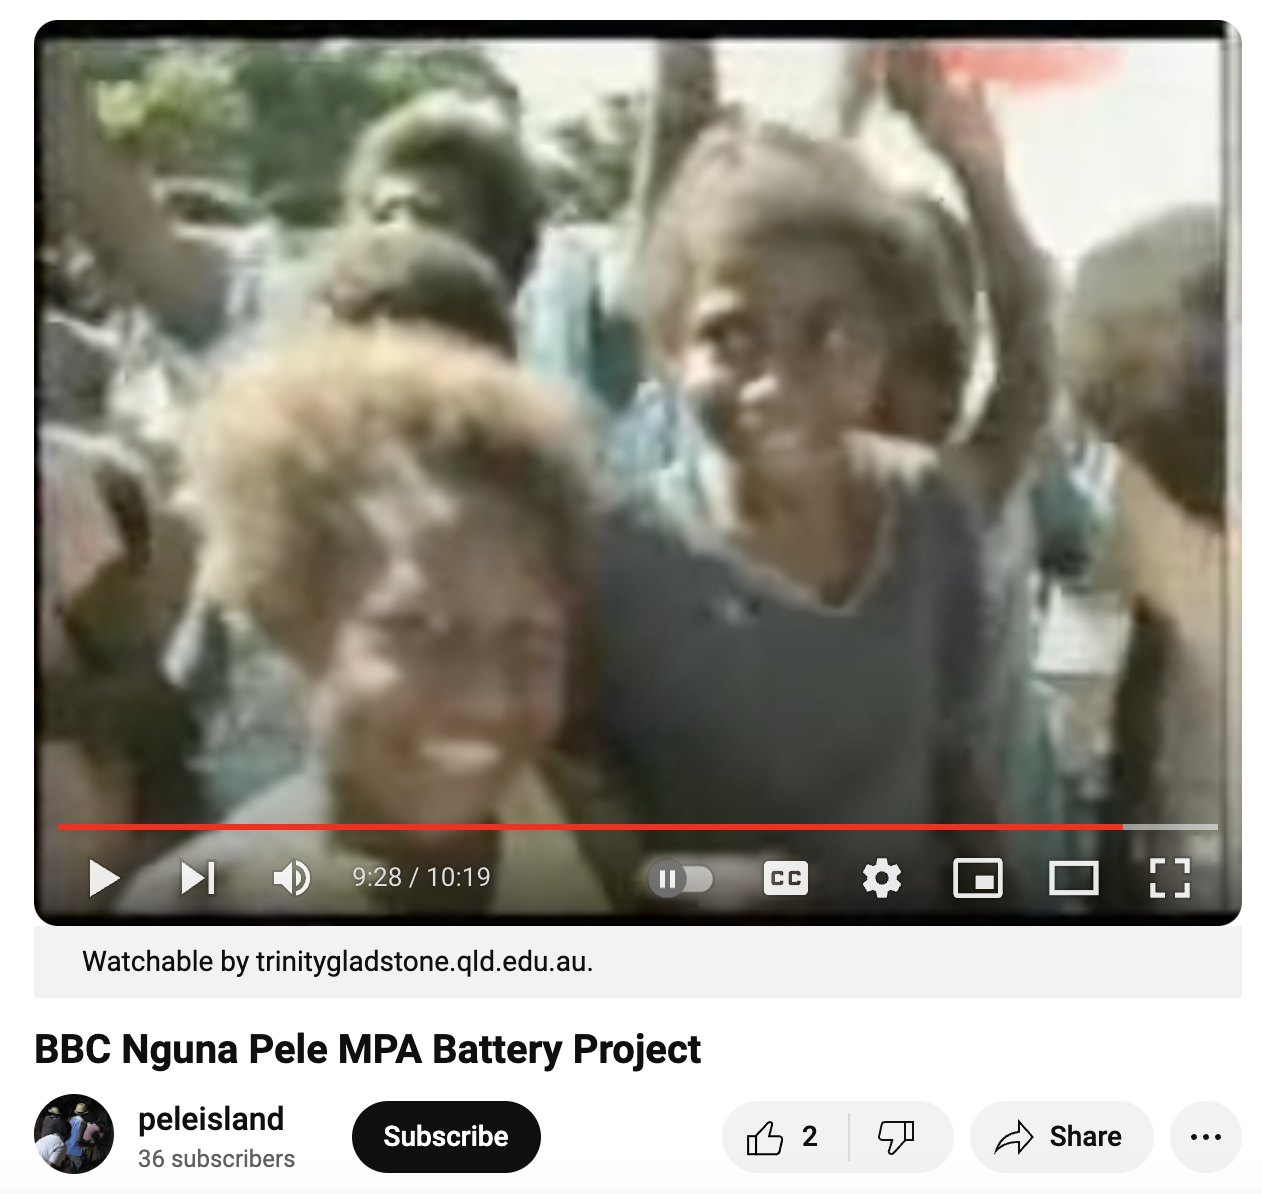 9:28 / 10:19
CC
Watchable by trinitygladstone.qld.edu.au.
BBC Nguna Pele MPA Battery Project
peleisland
36 subscribers
Subscribe
2
Share